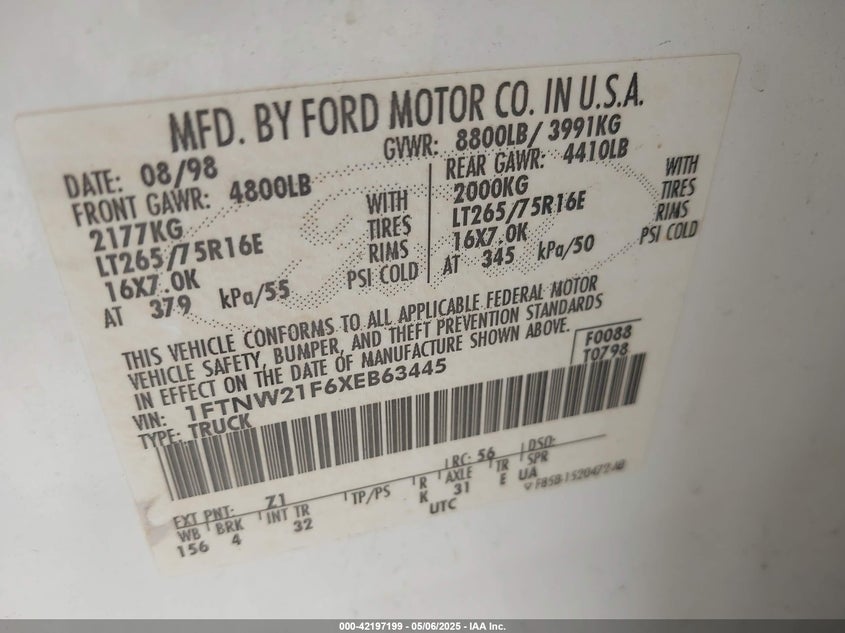 MFD. BY FORD MOTOR CO. IN U.S.A.
DATE: 08/98 GVWR: 8800LB/ 3991KG
FRONT GAWR: 4800LB REAR GAWR: 4410LB
2177KG WITH 2000KG WITH
LT265/75R16E TIRES LT265/75R16E TIRES
16X7.0K RIMS 16X7.0K RIMS
AT 379 kPa/55 PSI COLD AT 345 kPa/50 PSI COLD
THIS VEHICLE CONFORMS TO ALL APPLICABLE FEDERAL MOTOR
VEHICLE SAFETY, BUMPER, AND THEFT PREVENTION STANDARDS
IN EFFECT ON THE DATE OF MANUFACTURE SHOWN ABOVE.
VIN: 1FTNW21F6XEB63445 F0088
TYPE: TRUCK T0798
EXT PNT: Z1 RC: 56 DSO:
WB BRK INT TR TP/PS R AXLE TR SPR
156 4 32 K 31 E UA
UTC F85B-1520472-AB
000-42197199 - 05/06/2025 - IAA Inc.